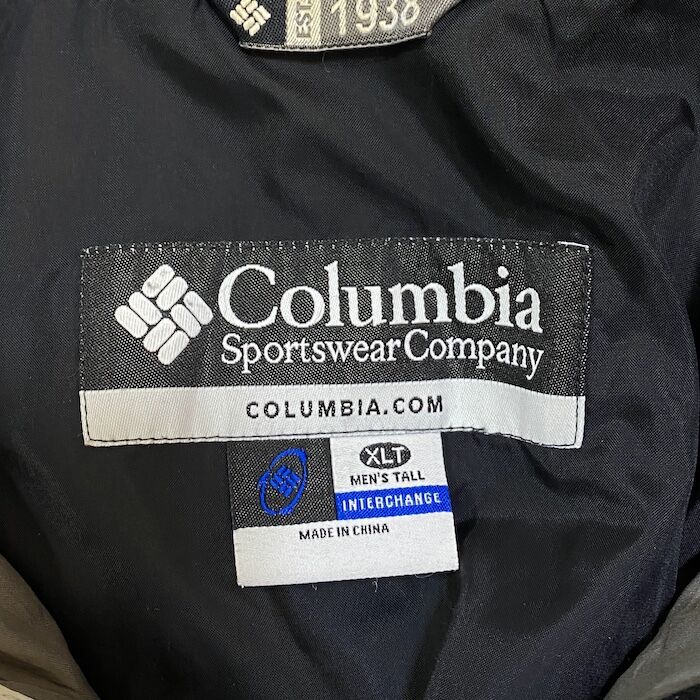 EST. 1938
Columbia
Sportswear Company
COLUMBIA.COM
XLT
MEN'S TALL
INTERCHANGE
MADE IN CHINA